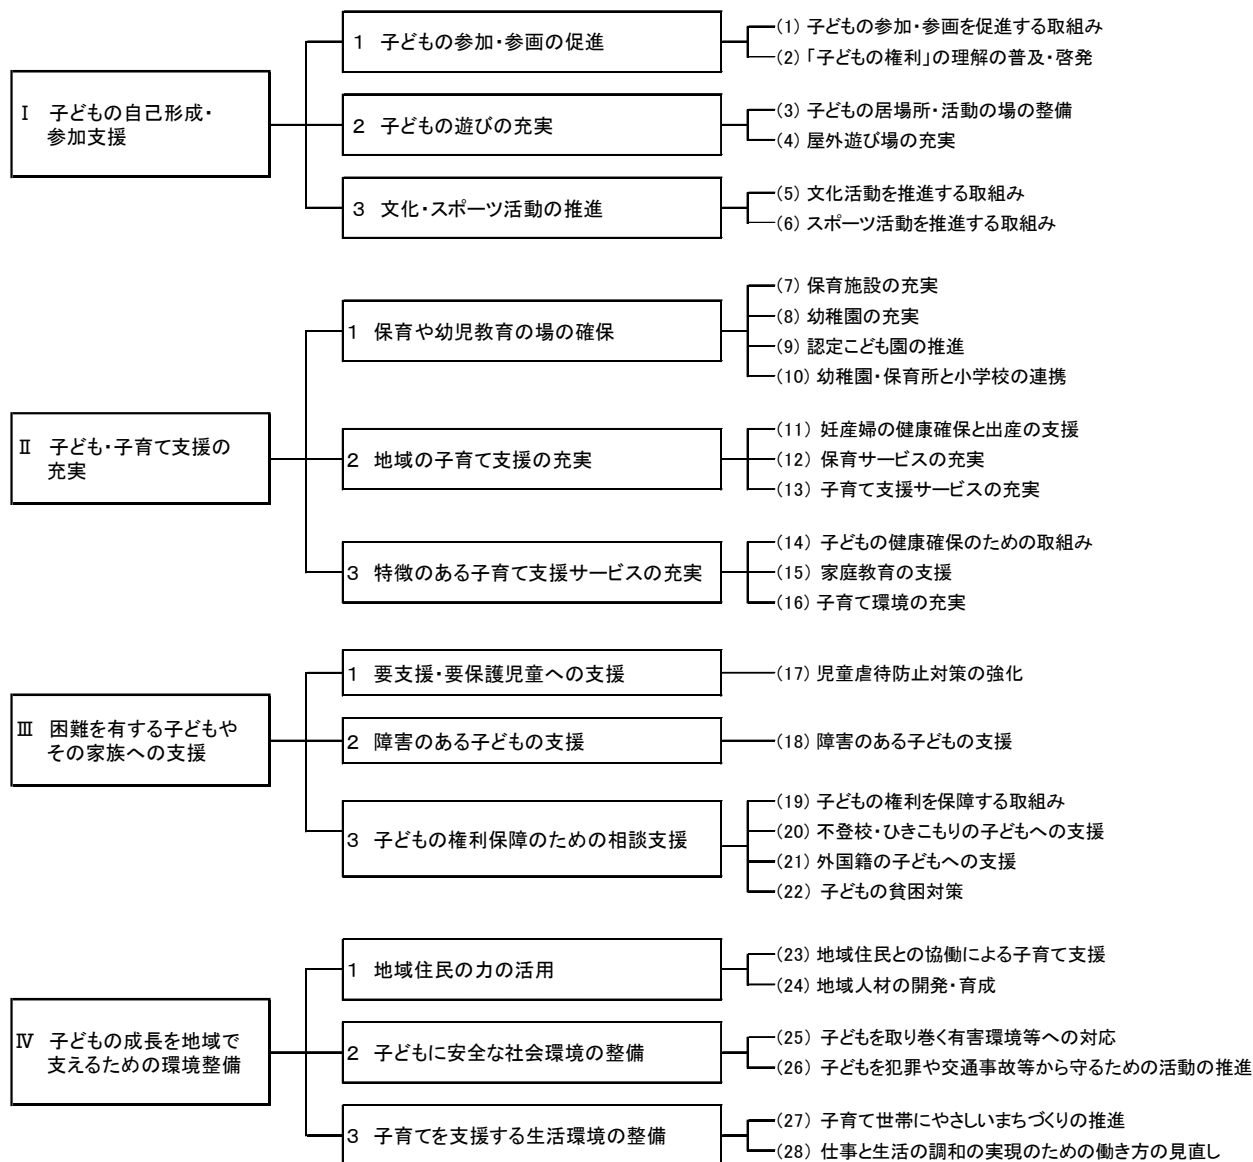 Ⅰ 子どもの自己形成・
参加支援
1 子どもの参加・参画の促進
(1) 子どもの参加・参画を促進する取組み
(2) 「子どもの権利」の理解の普及・啓発
2 子どもの遊びの充実
(3) 子どもの居場所・活動の場の整備
(4) 屋外遊び場の充実
3 文化・スポーツ活動の推進
(5) 文化活動を推進する取組み
(6) スポーツ活動を推進する取組み
Ⅱ 子ども・子育て支援の
充実
1 保育や幼児教育の場の確保
(7) 保育施設の充実
(8) 幼稚園の充実
(9) 認定こども園の推進
(10) 幼稚園・保育所と小学校の連携
2 地域の子育て支援の充実
(11) 妊産婦の健康確保と出産の支援
(12) 保育サービスの充実
(13) 子育て支援サービスの充実
3 特徴のある子育て支援サービスの充実
(14) 子どもの健康確保のための取組み
(15) 家庭教育の支援
(16) 子育て環境の充実
Ⅲ 困難を有する子どもや
その家族への支援
1 要支援・要保護児童への支援
(17) 児童虐待防止対策の強化
2 障害のある子どもの支援
(18) 障害のある子どもの支援
3 子どもの権利保障のための相談支援
(19) 子どもの権利を保障する取組み
(20) 不登校・ひきこもりの子どもへの支援
(21) 外国籍の子どもへの支援
(22) 子どもの貧困対策
Ⅳ 子どもの成長を地域で
支えるための環境整備
1 地域住民の力の活用
(23) 地域住民との協働による子育て支援
(24) 地域人材の開発・育成
2 子どもに安全な社会環境の整備
(25) 子どもを取り巻く有害環境等への対応
(26) 子どもを犯罪や交通事故等から守るための活動の推進
3 子育てを支援する生活環境の整備
(27) 子育て世帯にやさしいまちづくりの推進
(28) 仕事と生活の調和の実現のための働き方の見直し